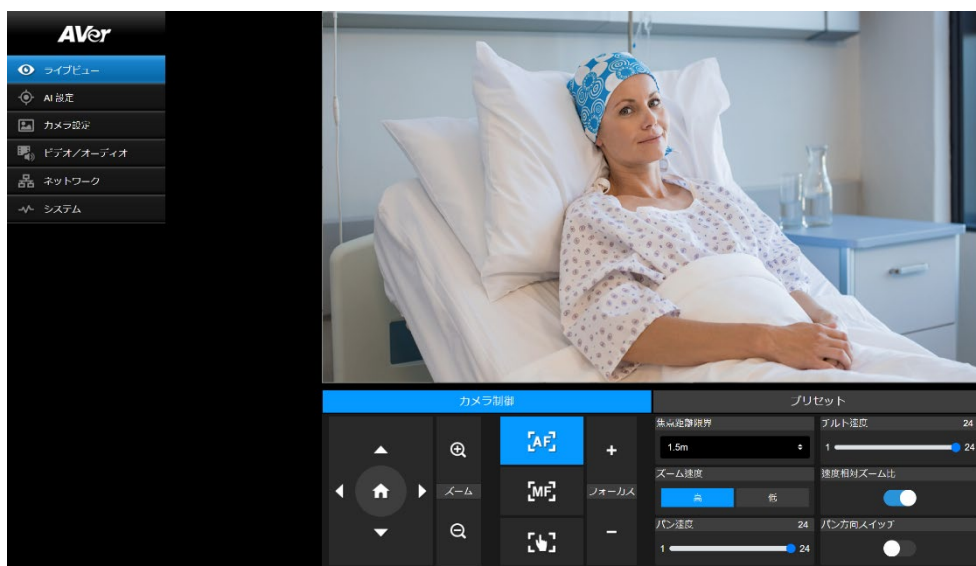 AVer
ライブビュー
AI 設定
カメラ設定
ビデオ/オーディオ
ネットワーク
システム
カメラ制御
プリセット
ズーム
AF
MF
+
フォーカス
−
焦点距離限界
1.5m
ズーム速度
高 低
パン速度 24
1 24
チルト速度 24
1 24
速度相対ズーム比
パン方向スイッチ